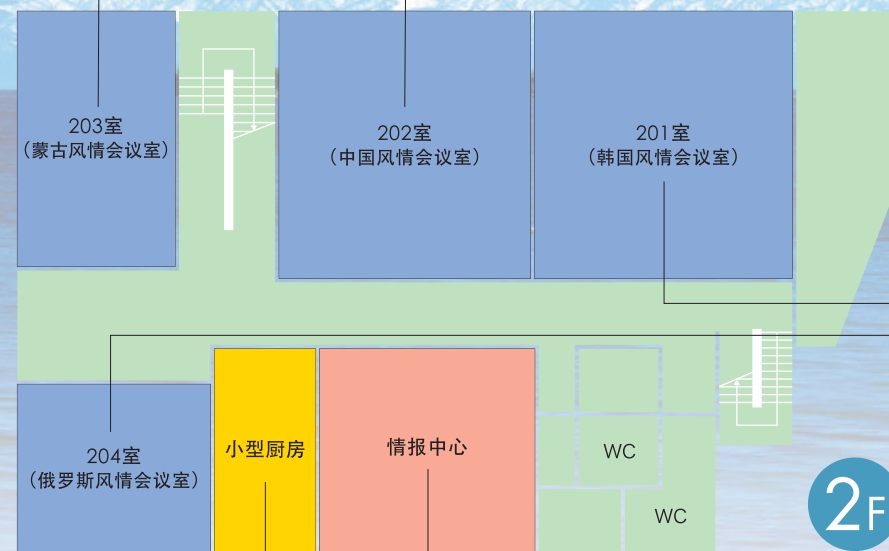 203室
（蒙古风情会议室）
202室
（中国风情会议室）
201室
（韩国风情会议室）
204室
（俄罗斯风情会议室）
小型厨房
情报中心
WC
WC
2F